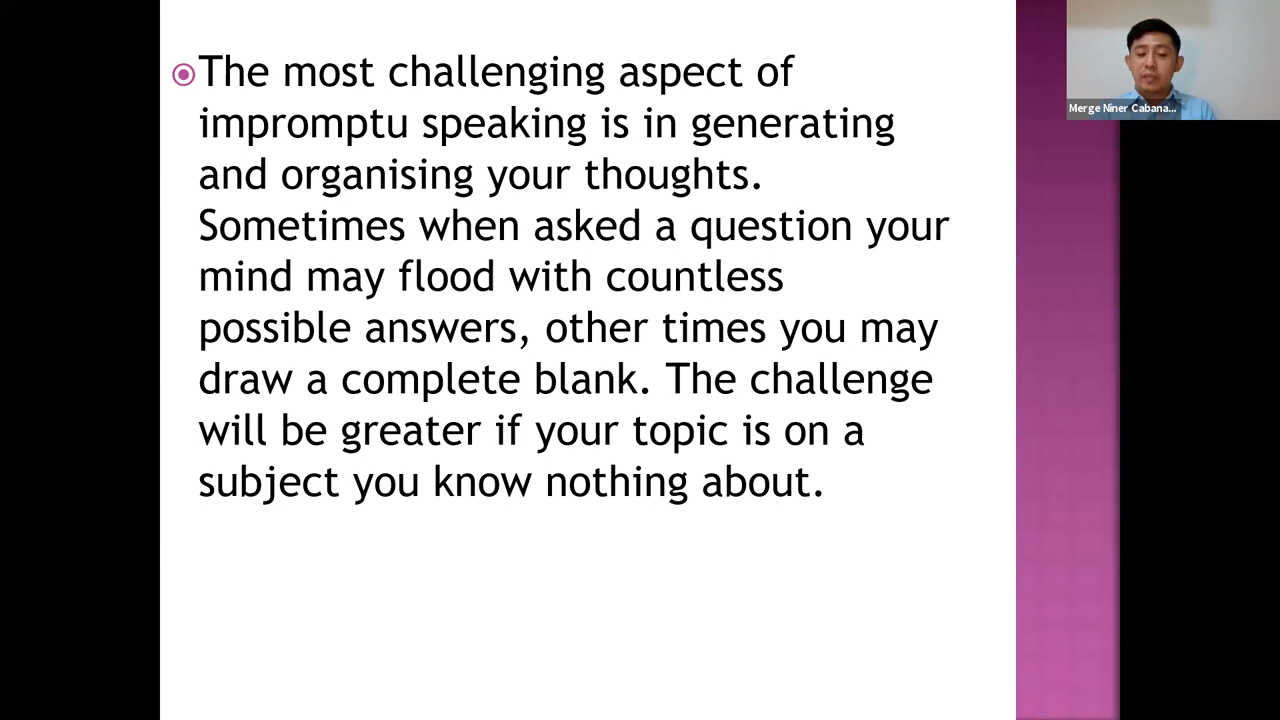 The most challenging aspect of
impromptu speaking is in generating
and organising your thoughts.
Sometimes when asked a question your
mind may flood with countless
possible answers, other times you may
draw a complete blank. The challenge
will be greater if your topic is on a
subject you know nothing about.
Merge Niner Cabana...